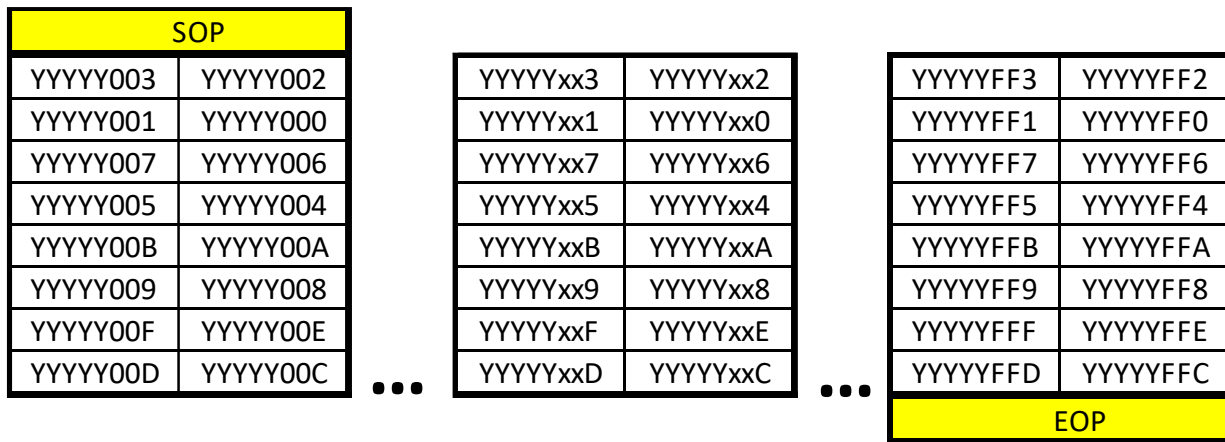 SOP
YYYYY003 YYYYY002
YYYYY001 YYYYY000
YYYYY007 YYYYY006
YYYYY005 YYYYY004
YYYYY00B YYYYY00A
YYYYY009 YYYYY008
YYYYY00F YYYYY00E
YYYYY00D YYYYY00C
...
YYYYYxx3 YYYYYxx2
YYYYYxx1 YYYYYxx0
YYYYYxx7 YYYYYxx6
YYYYYxx5 YYYYYxx4
YYYYYxxB YYYYYxxA
YYYYYxx9 YYYYYxx8
YYYYYxxF YYYYYxxE
YYYYYxxD YYYYYxxC
...
YYYYYFF3 YYYYYFF2
YYYYYFF1 YYYYYFF0
YYYYYFF7 YYYYYFF6
YYYYYFF5 YYYYYFF4
YYYYYFFB YYYYYFFA
YYYYYFF9 YYYYYFF8
YYYYYFFF YYYYYFFE
YYYYYFFD YYYYYFFC
EOP